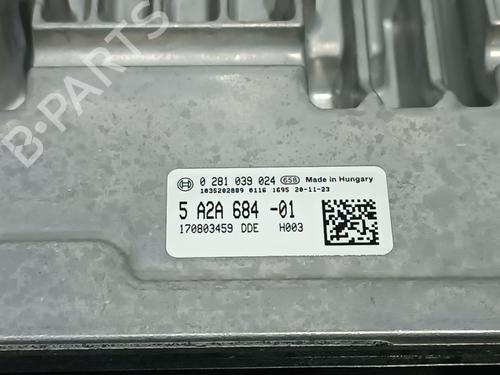 B-PARTS
0 281 039 024 658 Made in Hungary
1035202889 0116 1695 20-11-23
5 A2A 684 -01
170803459 DDE H003